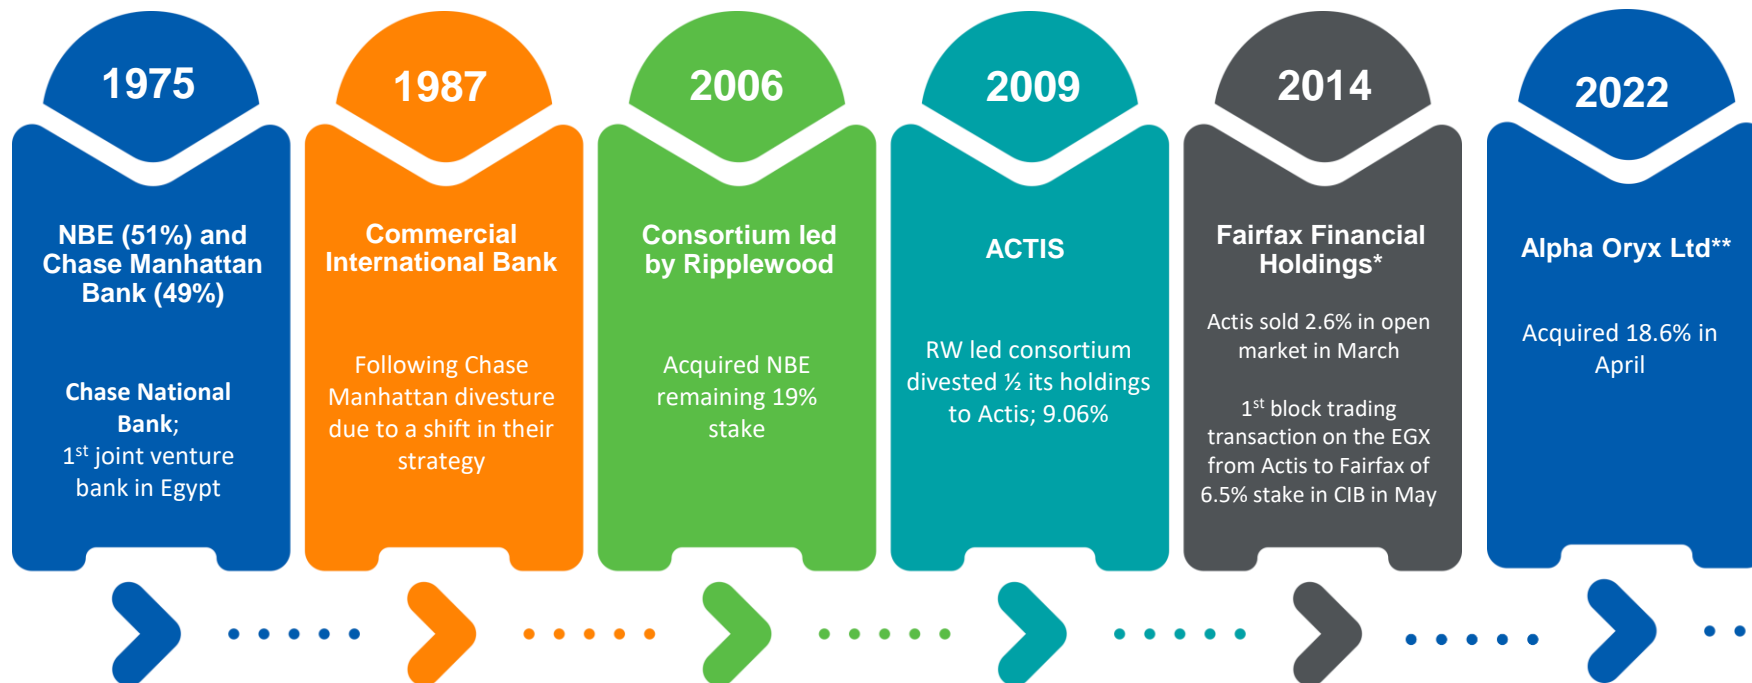 1975
NBE (51%) and
Chase Manhattan
Bank (49%)
Chase National
Bank;
1st joint venture
bank in Egypt
1987
Commercial
International Bank
Following Chase
Manhattan divesture
due to a shift in their
strategy
2006
Consortium led
by Ripplewood
Acquired NBE
remaining 19%
stake
2009
ACTIS
RW led consortium
divested ½ its holdings
to Actis; 9.06%
2014
Fairfax Financial
Holdings*
Actis sold 2.6% in open
market in March
1st block trading
transaction on the EGX
from Actis to Fairfax of
6.5% stake in CIB in May
2022
Alpha Oryx Ltd**
Acquired 18.6% in
April